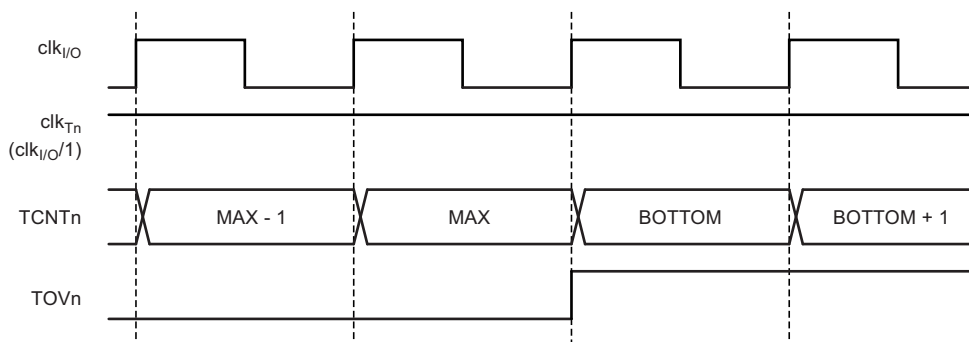 clkI/O
clkTn
(clkI/O/1)
TCNTn MAX - 1 MAX BOTTOM BOTTOM + 1
TOVn